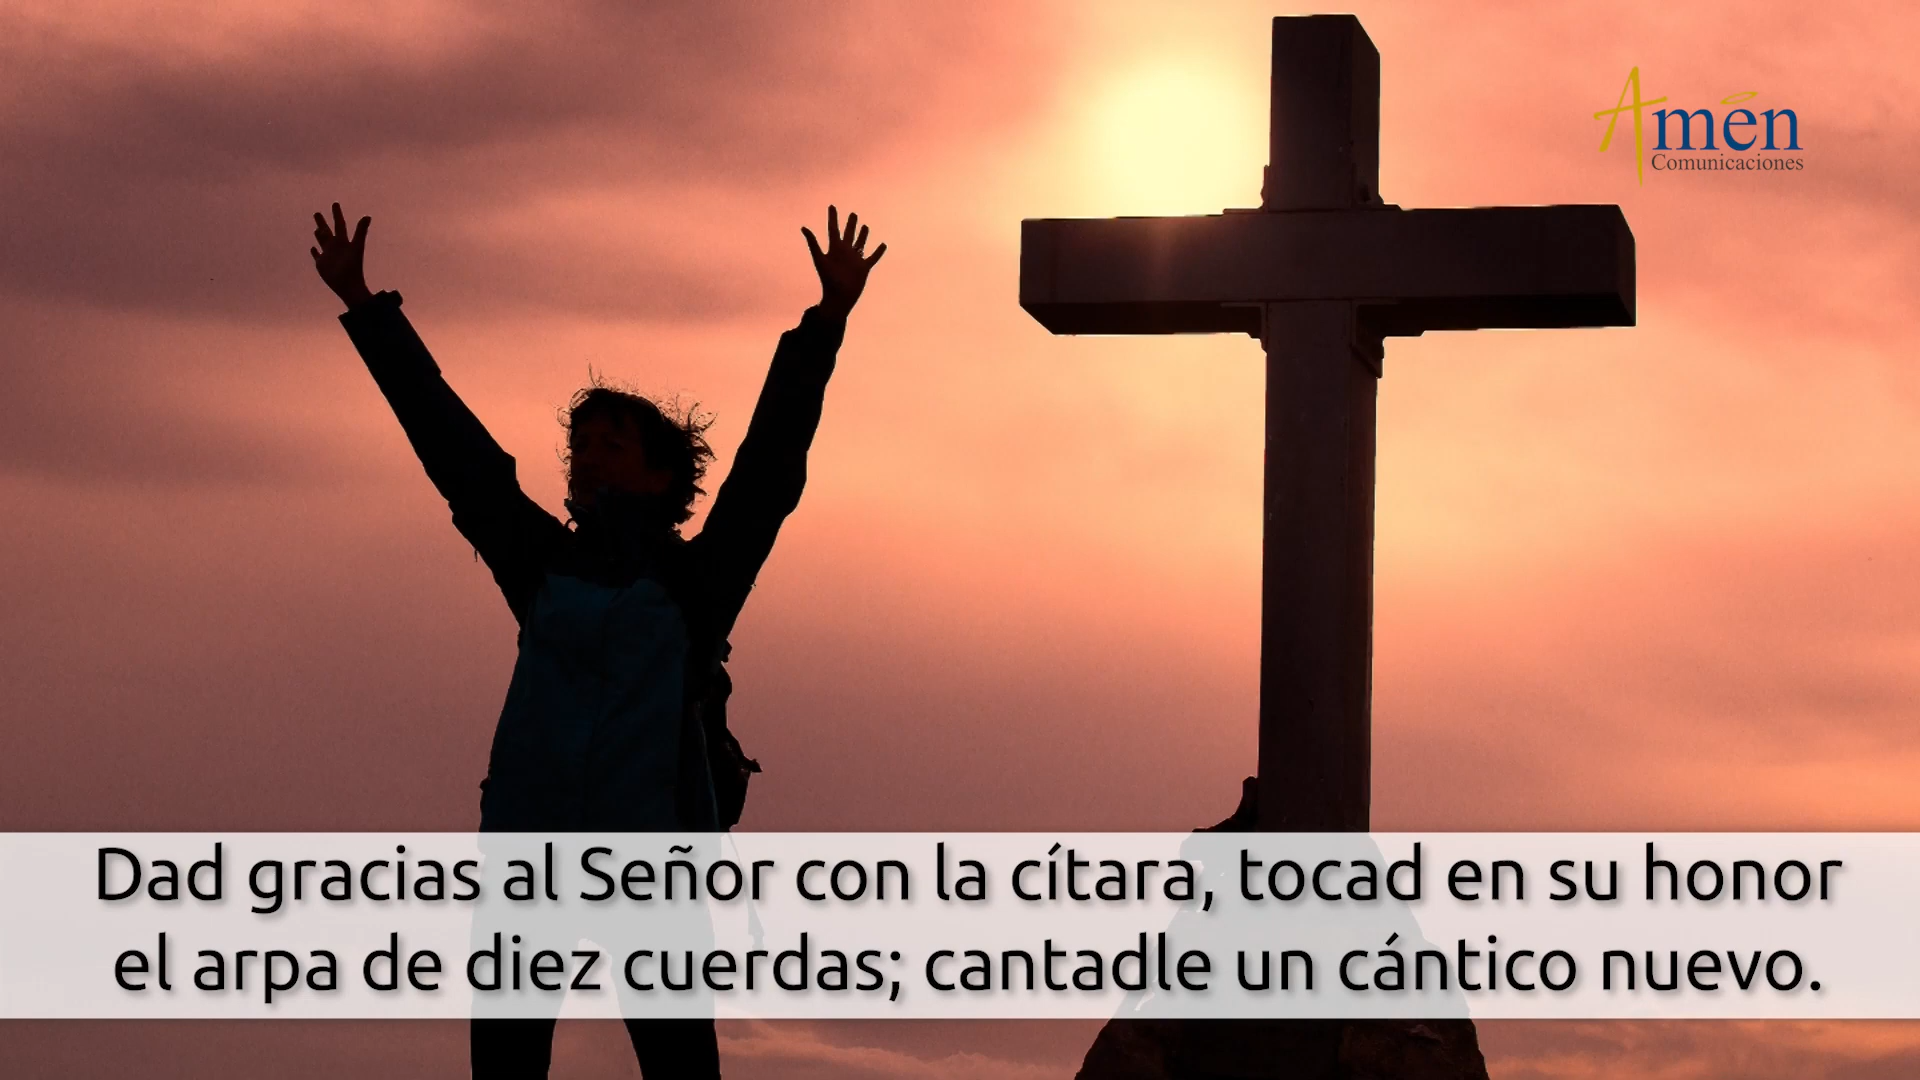 Amén
Comunicaciones
Dad gracias al Señor con la cítara, tocad en su honor
el arpa de diez cuerdas; cantadle un cántico nuevo.